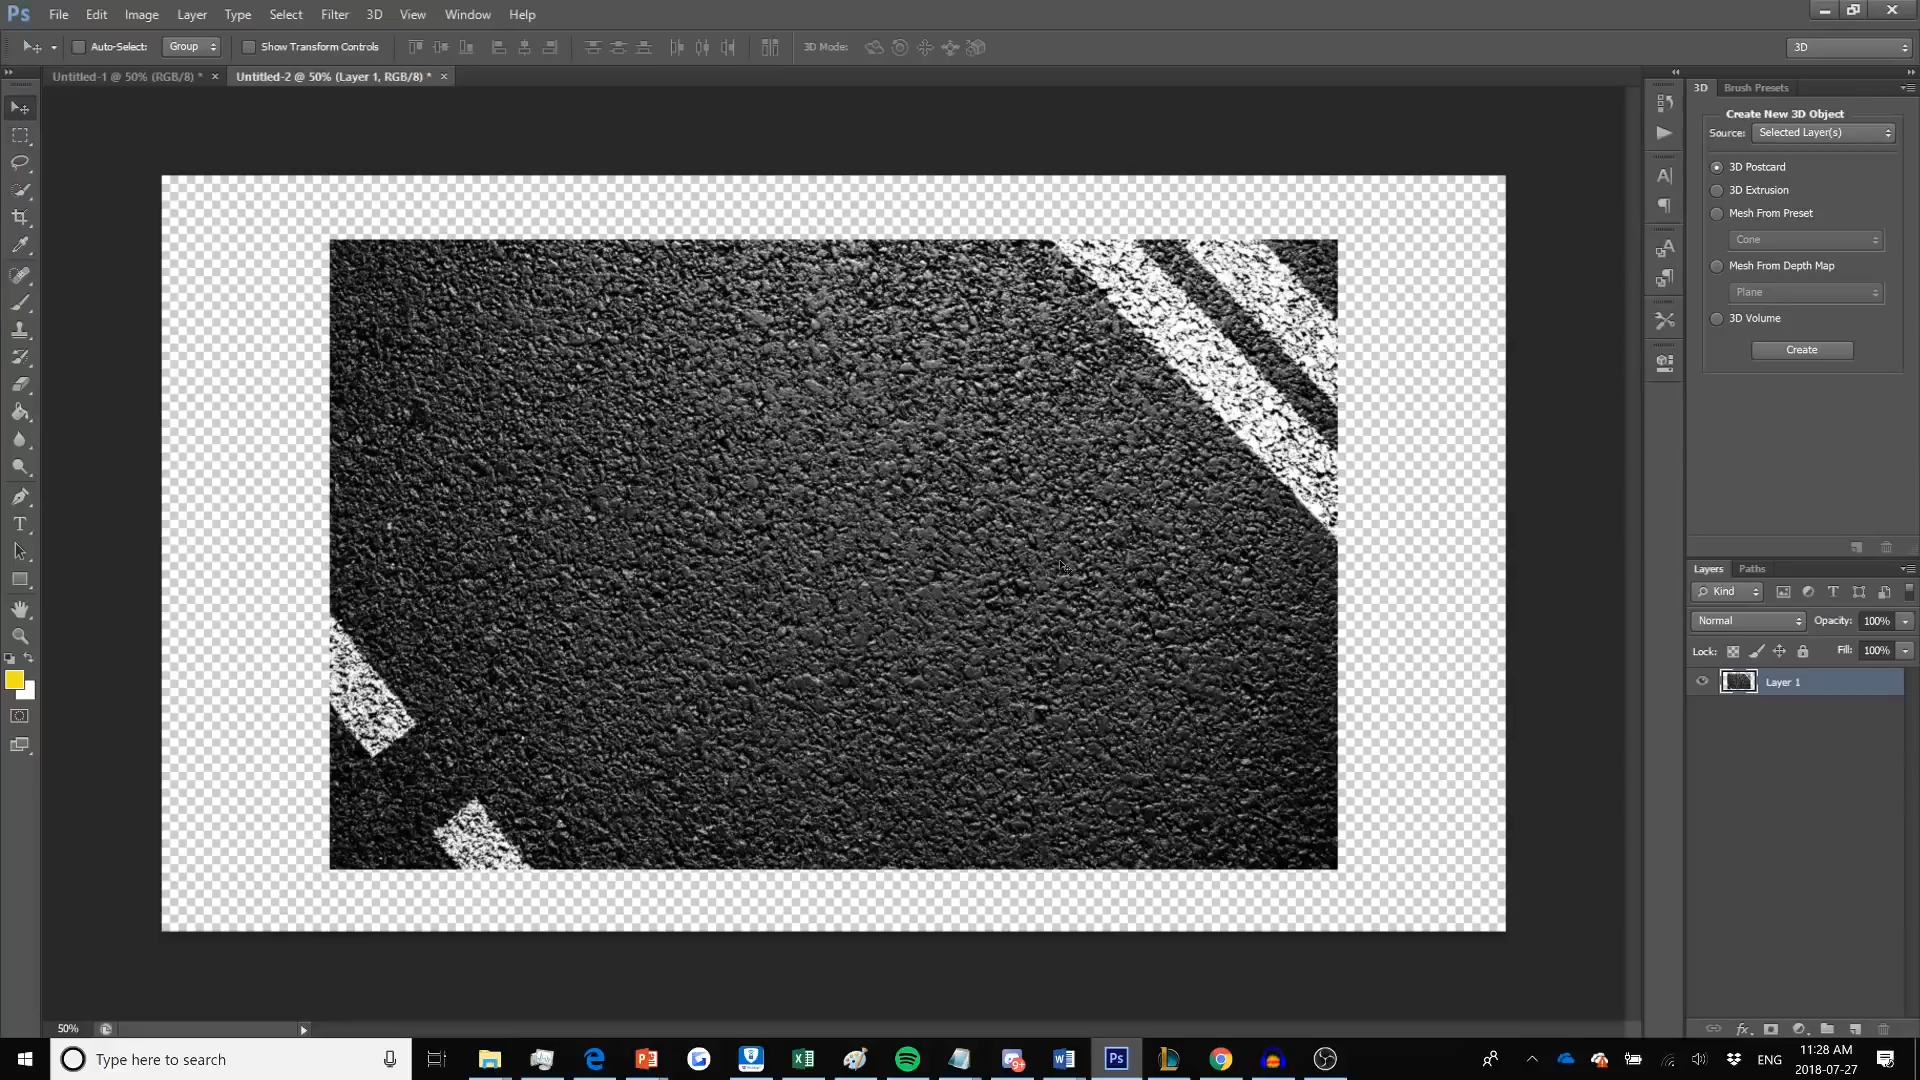 Ps File Edit Image Layer Type Select Filter 3D View Window Help
Auto-Select: Group Show Transform Controls 3D Mode: 3D
Untitled-1 @ 50% (RGB/8) * × Untitled-2 @ 50% (Layer 1, RGB/8) * ×
3D Brush Presets
Create New 3D Object
Source: Selected Layer(s)
3D Postcard
3D Extrusion
Mesh From Preset
Cone
Mesh From Depth Map
Plane
3D Volume
Create
Layers Paths
Kind
Normal Opacity: 100%
Lock: Fill: 100%
Layer 1
50%
Type here to search
ENG
11:28 AM
2018-07-27